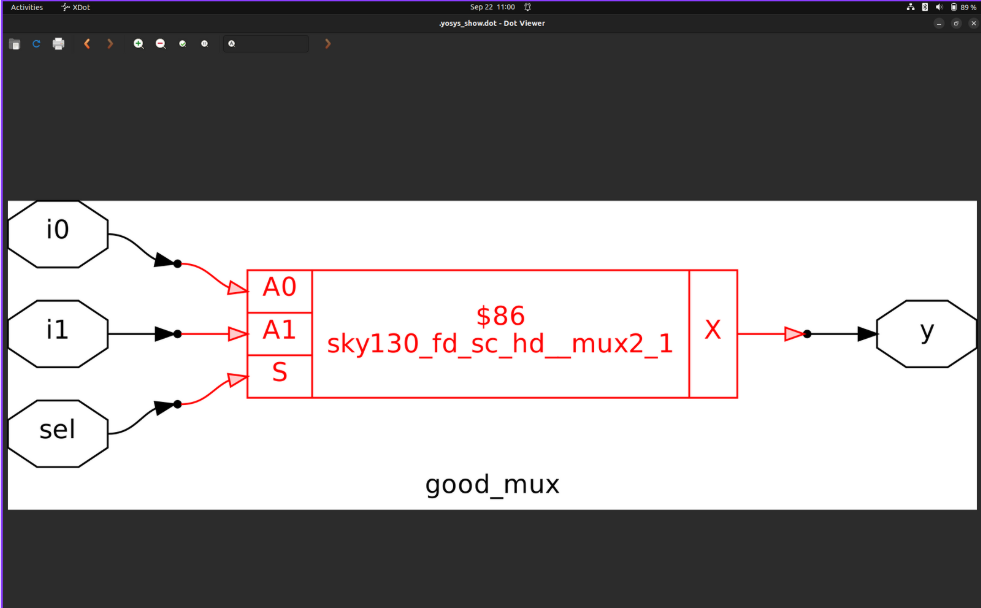 Activities XDot Sep 22 11:00 89 %
.yosys_show.dot - Dot Viewer
i0
A0
$86
i1
A1
sky130_fd_sc_hd__mux2_1
X
y
S
sel
good_mux